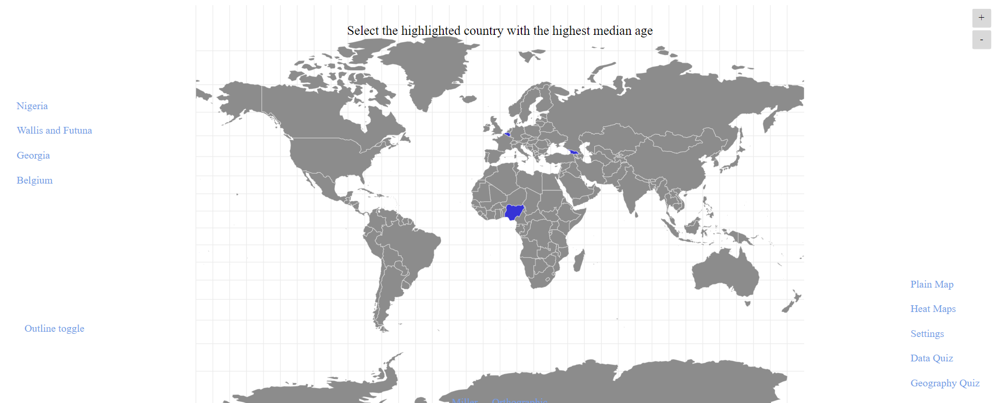 Select the highlighted country with the highest median age
+
-
Nigeria
Wallis and Futuna
Georgia
Belgium
Outline toggle
Plain Map
Heat Maps
Settings
Data Quiz
Geography Quiz
Miller Orthographic